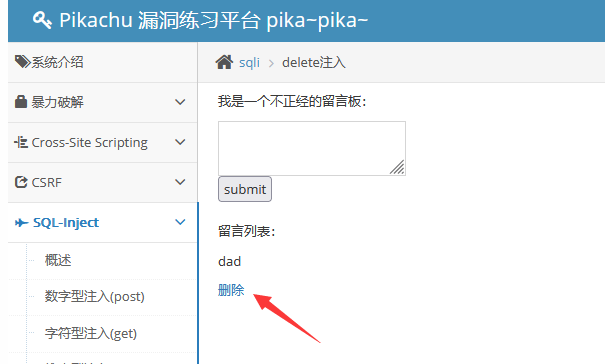 Pikachu 漏洞练习平台 pika~pika~
系统介绍
暴力破解
Cross-Site Scripting
CSRF
SQL-Inject
概述
数字型注入(post)
字符型注入(get)
sqli > delete注入
我是一个不正经的留言板：
submit
留言列表：
dad
删除